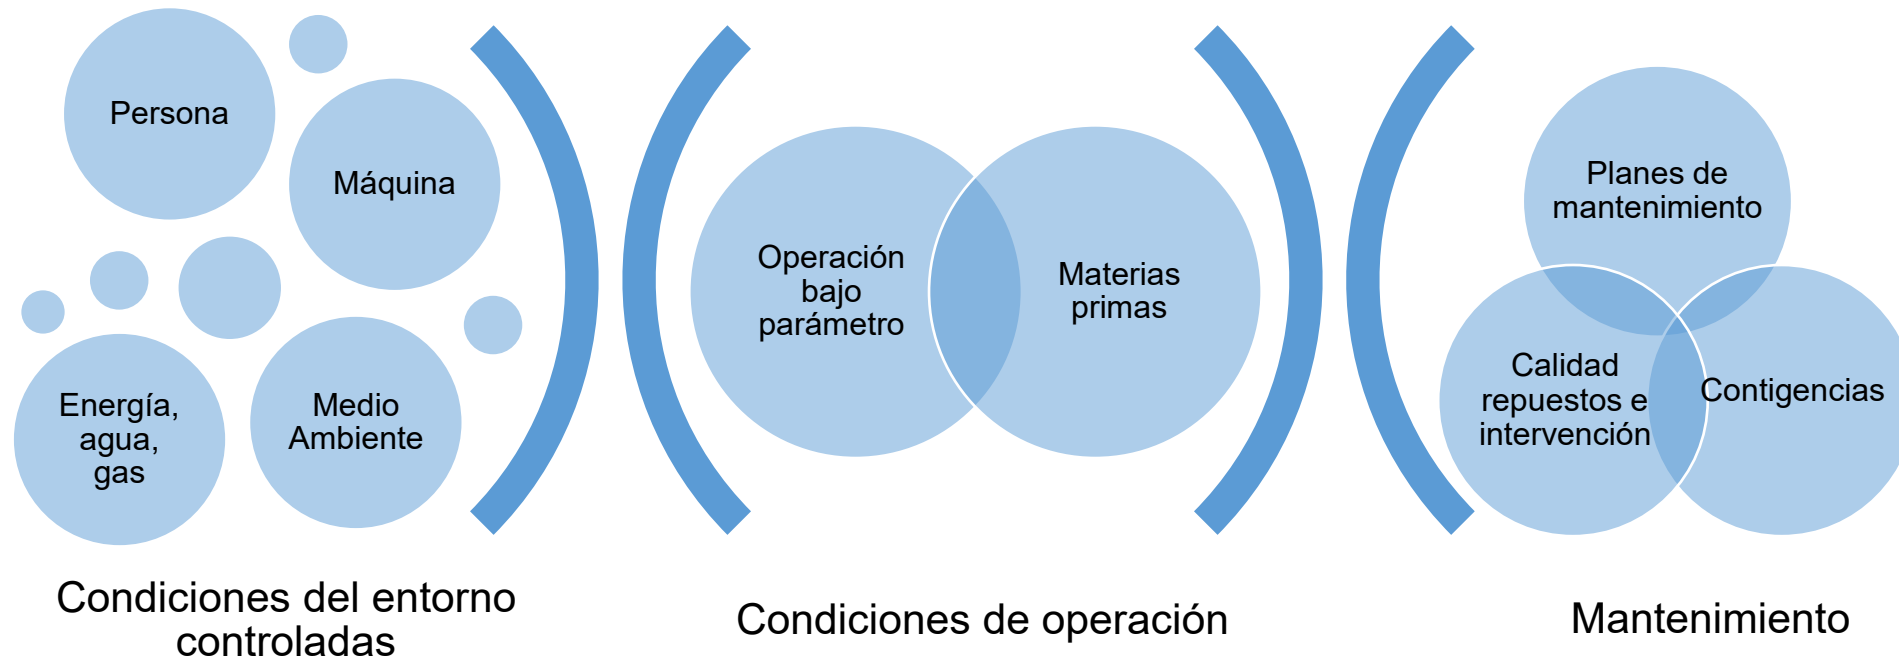 Persona
Máquina
Energía,
agua,
gas
Medio
Ambiente
Condiciones del entorno
controladas
Operación
bajo
parámetro
Materias
primas
Condiciones de operación
Planes de
mantenimiento
Calidad
repuestos e
intervención
Contigencias
Mantenimiento